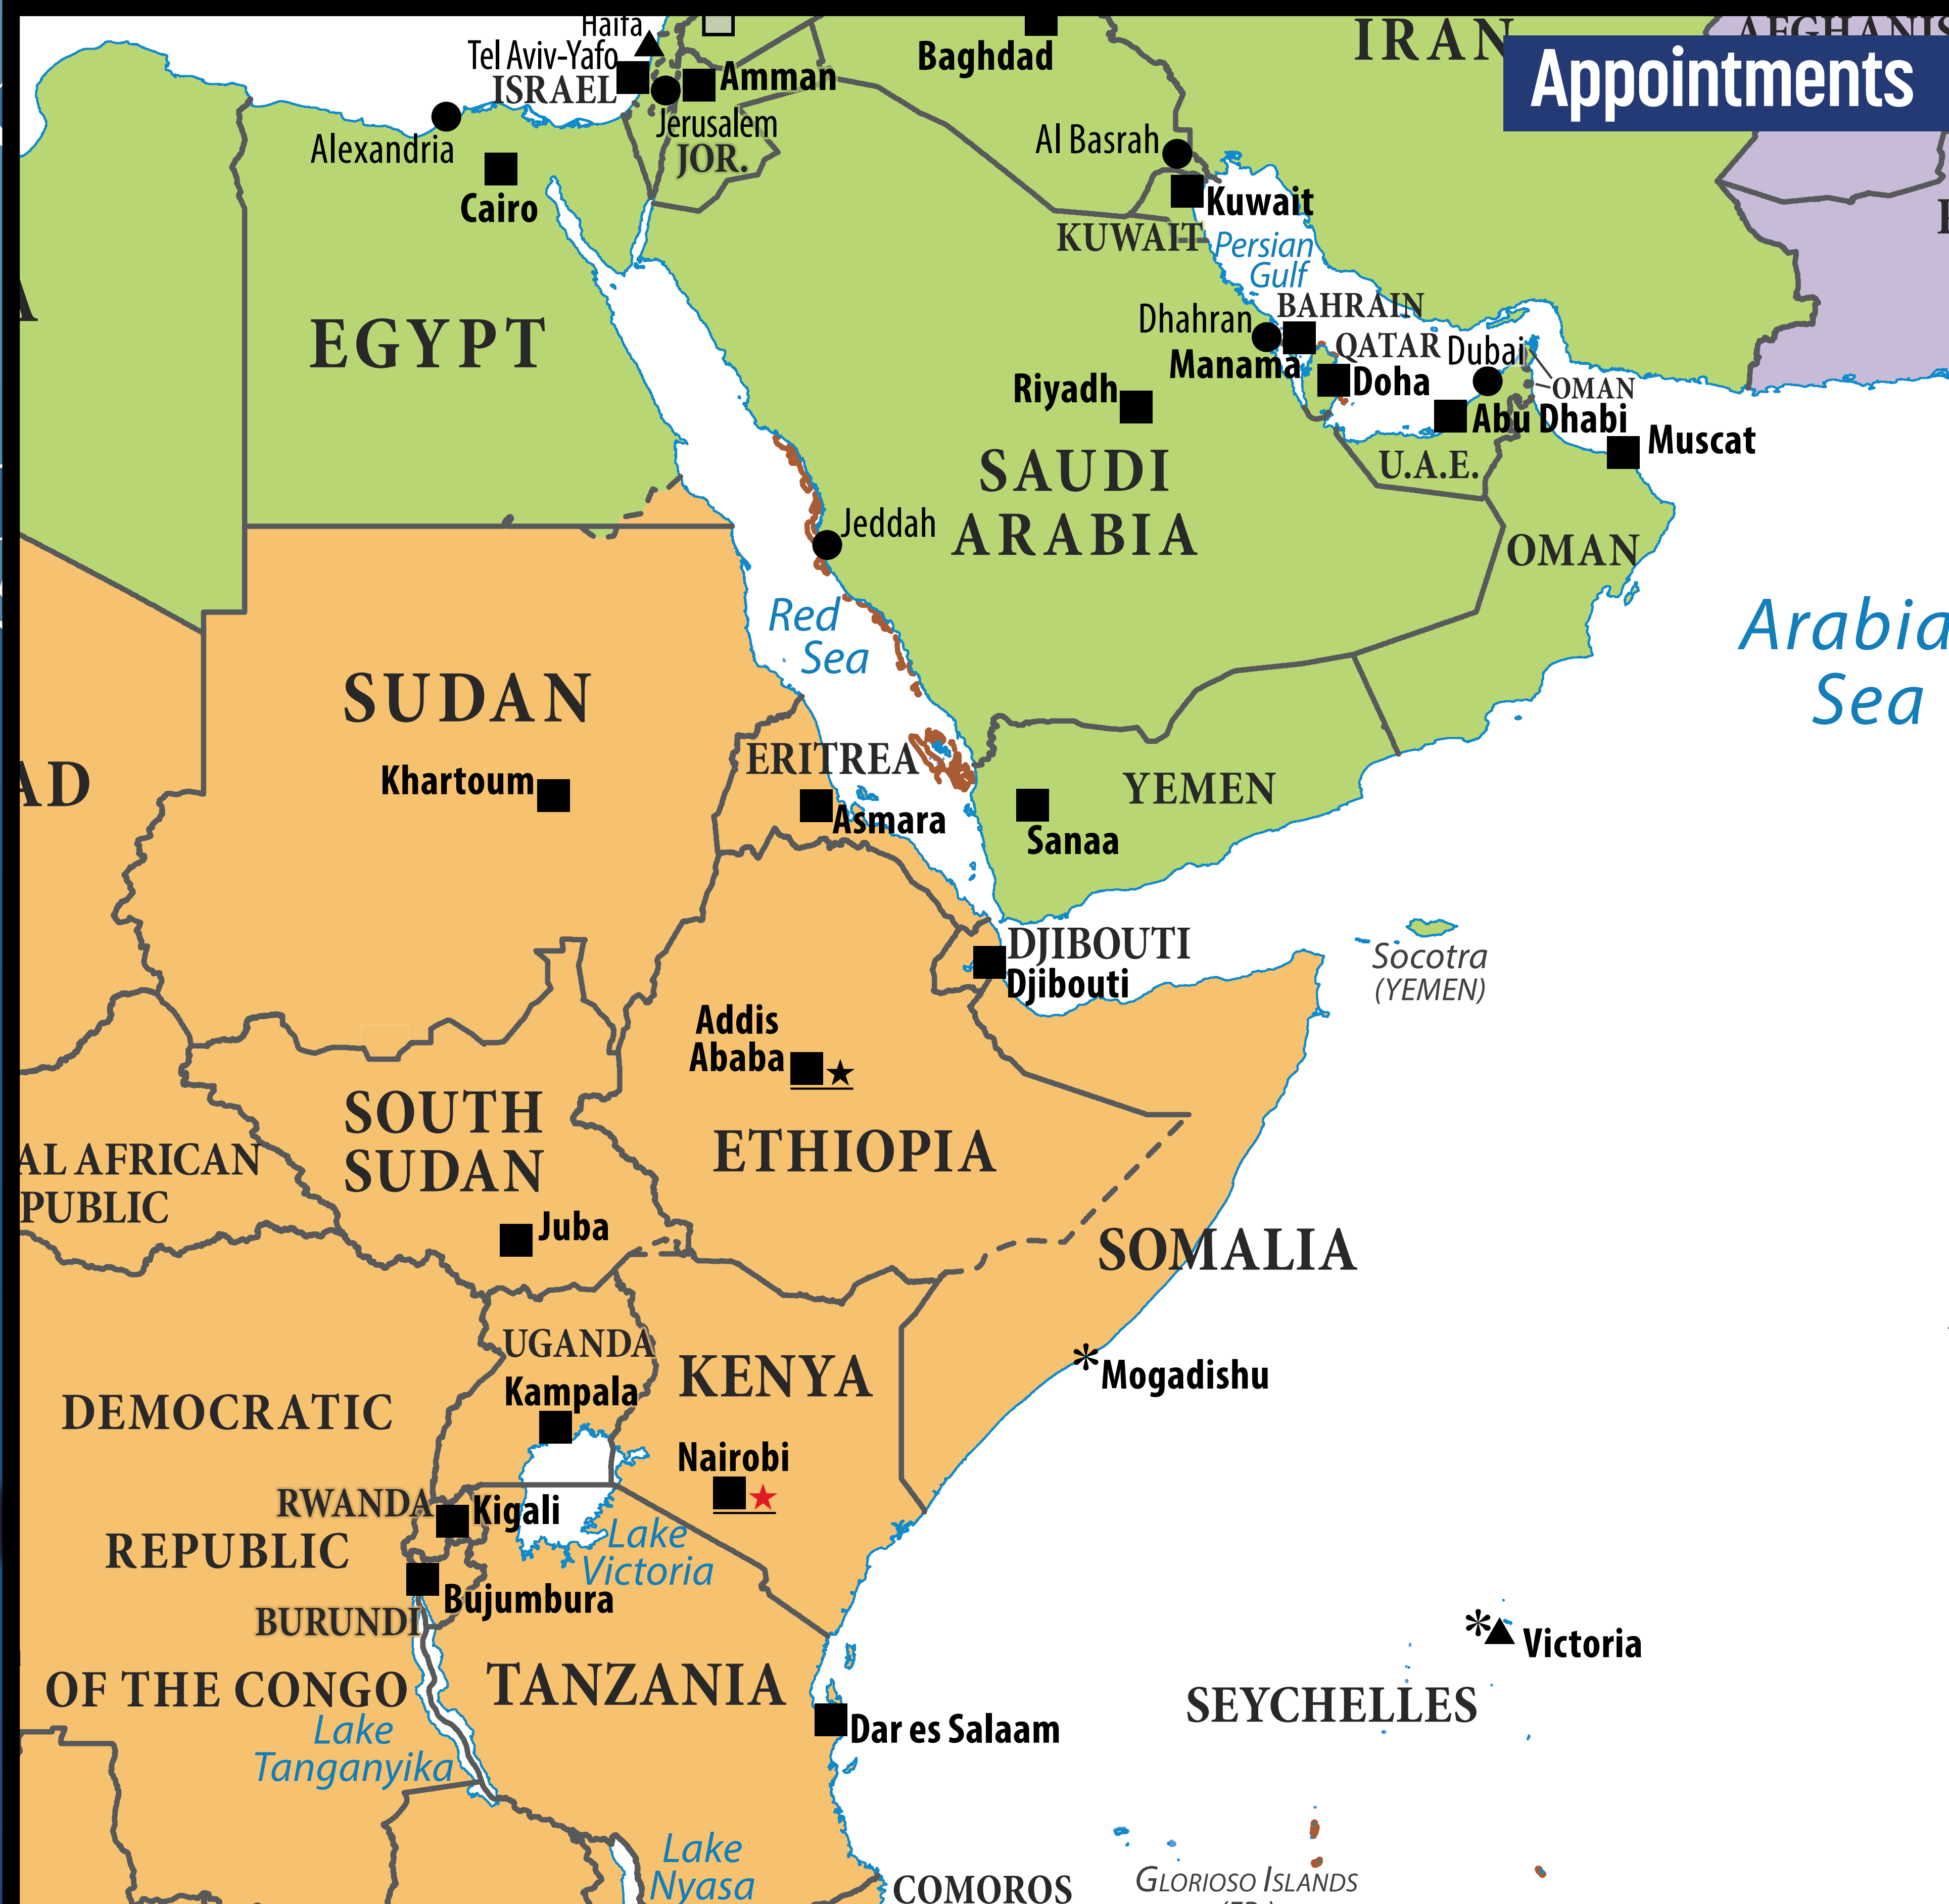 Haifa
Tel Aviv-Yafo
ISRAEL
Amman
Baghdad
IRAN
Appointments
Jerusalem
JOR.
Alexandria
Cairo
Al Basrah
Kuwait
KUWAIT
Persian
Gulf
EGYPT
Dhahran
BAHRAIN
Manama
QATAR
Dubai
Doha
OMAN
Riyadh
Abu Dhabi
Muscat
U.A.E.
SAUDI
ARABIA
Jeddah
OMAN
Red
Sea
Arabia
Sea
SUDAN
Khartoum
ERITREA
Asmara
YEMEN
Sanaa
AD
DJIBOUTI
Djibouti
Socotra
(YEMEN)
Addis
Ababa
SOUTH
SUDAN
ETHIOPIA
AL AFRICAN
PUBLIC
Juba
SOMALIA
UGANDA
Kampala
KENYA
Mogadishu
DEMOCRATIC
Nairobi
RWANDA
Kigali
REPUBLIC
Lake
Victoria
Bujumbura
BURUNDI
Victoria
OF THE CONGO
TANZANIA
SEYCHELLES
Lake
Tanganyika
Dar es Salaam
Lake
Nyasa
COMOROS
GLORIOSO ISLANDS